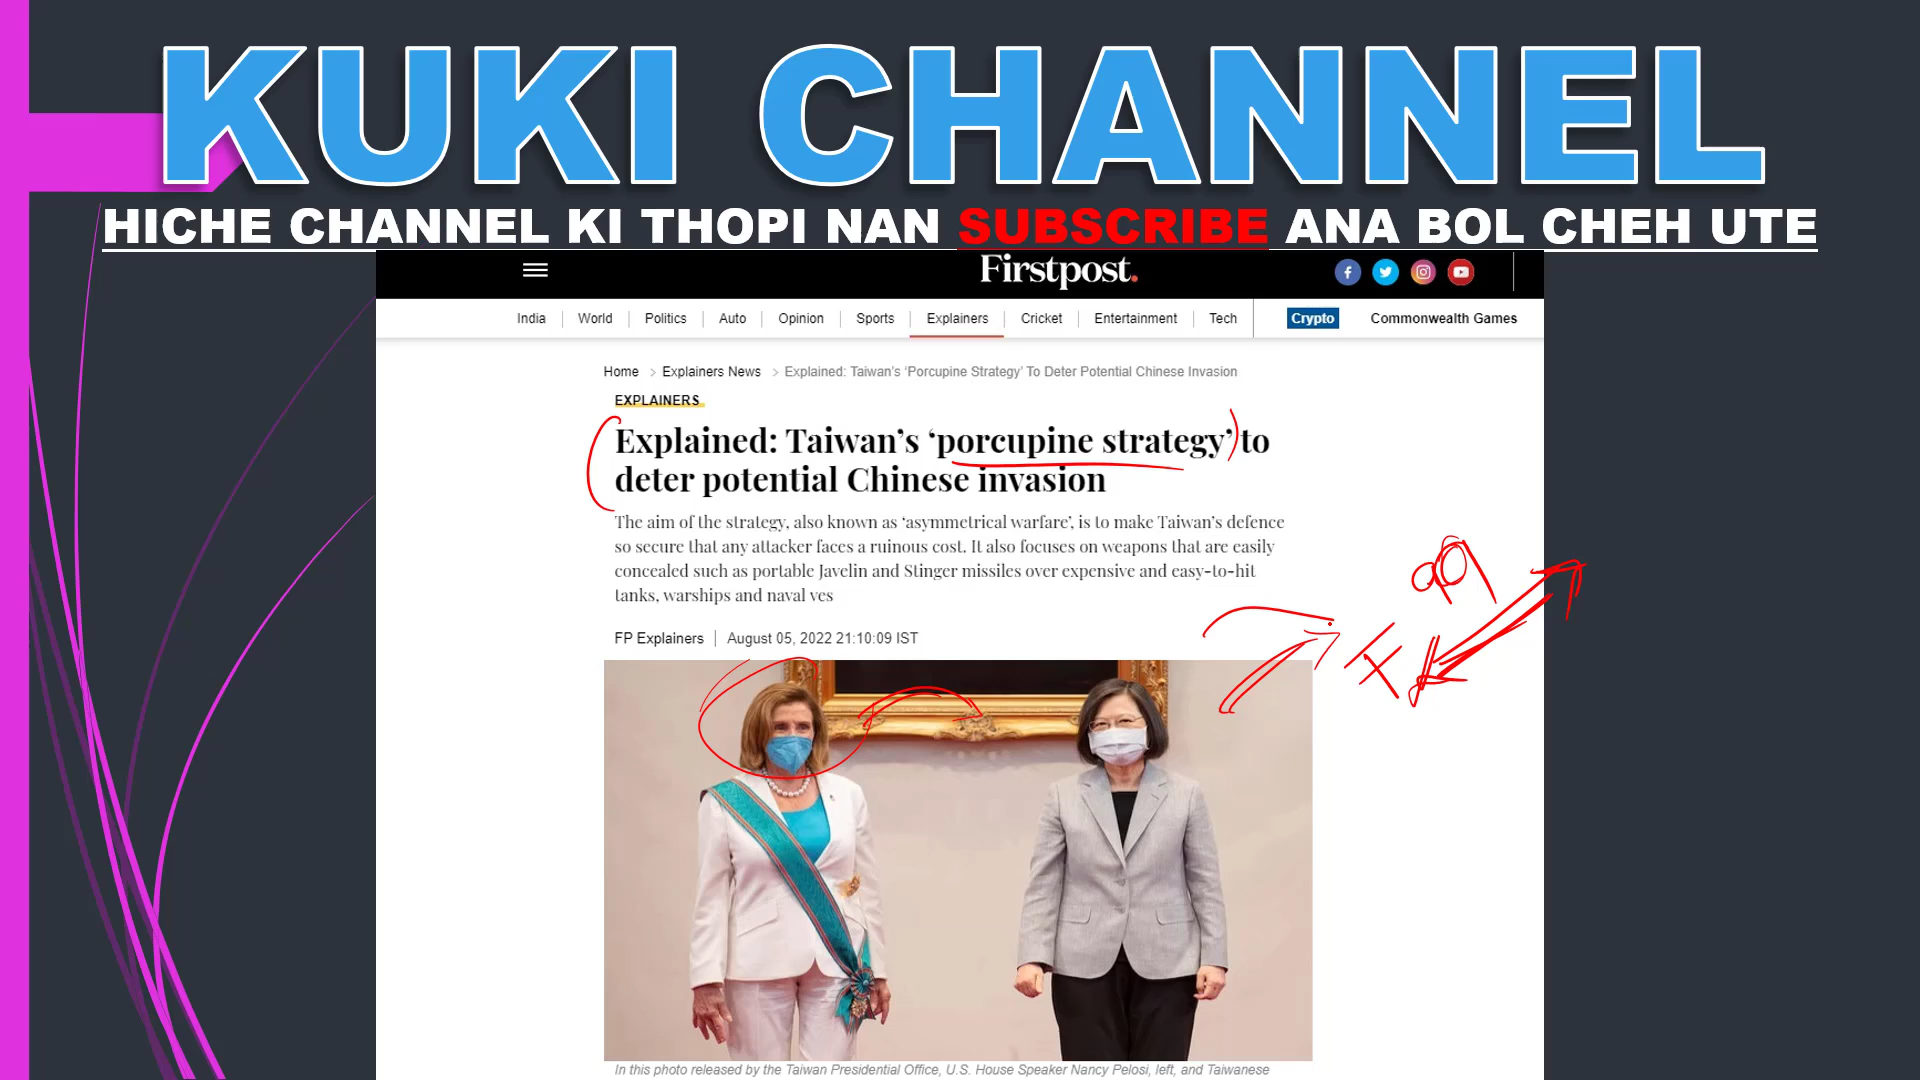 KUKI CHANNEL
HICHE CHANNEL KI THOPI NAN SUBSCRIBE ANA BOL CHEH UTE
Firstpost.
India World Politics Auto Opinion Sports Explainers Cricket Entertainment Tech Crypto Commonwealth Games
Home > Explainers News > Explained: Taiwan's ‘Porcupine Strategy’ To Deter Potential Chinese Invasion
EXPLAINERS
Explained: Taiwan’s ‘porcupine strategy’ to
deter potential Chinese invasion
The aim of the strategy, also known as ‘asymmetrical warfare’, is to make Taiwan’s defence
so secure that any attacker faces a ruinous cost. It also focuses on weapons that are easily
concealed such as portable Javelin and Stinger missiles over expensive and easy-to-hit
tanks, warships and naval ves
FP Explainers | August 05, 2022 21:10:09 IST
In this photo released by the Taiwan Presidential Office, U.S. House Speaker Nancy Pelosi, left, and Taiwanese